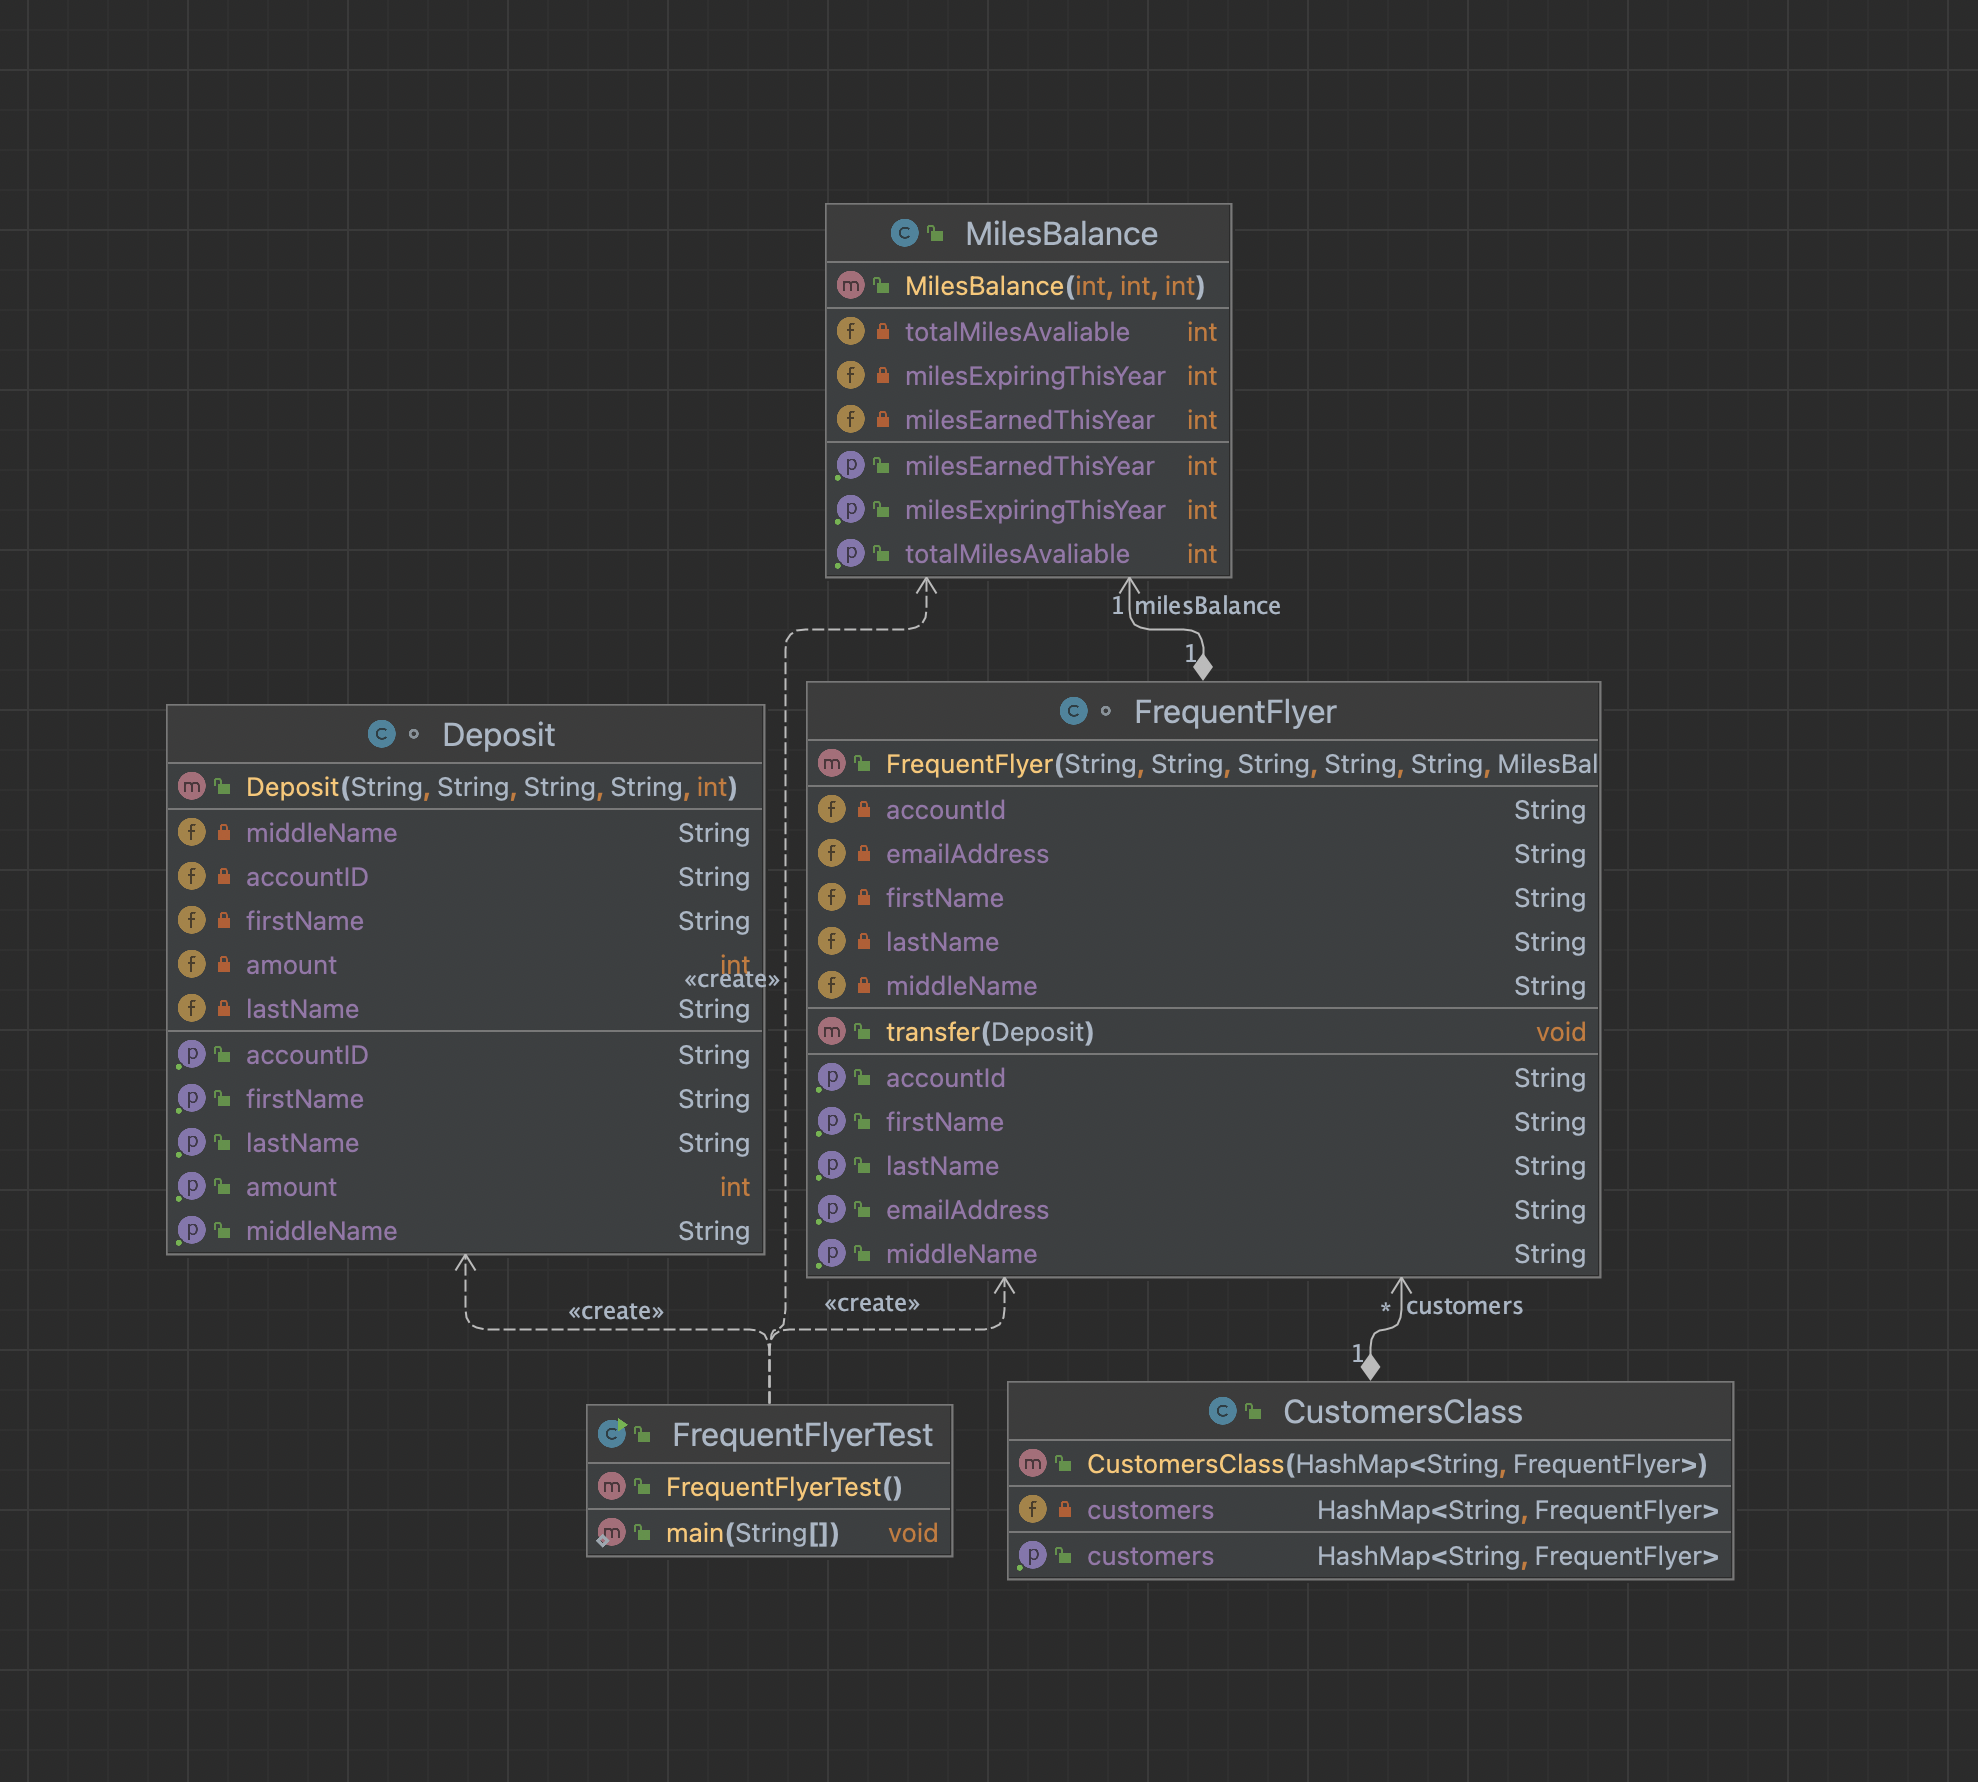 MilesBalance
MilesBalance(int, int, int)
totalMilesAvaliable int
milesExpiringThisYear int
milesEarnedThisYear int
milesEarnedThisYear int
milesExpiringThisYear int
totalMilesAvaliable int
1 milesBalance
1
Deposit
Deposit(String, String, String, String, int)
middleName String
accountID String
firstName String
amount int
lastName String
accountID String
firstName String
lastName String
amount int
middleName String
«create»
FrequentFlyer
FrequentFlyer(String, String, String, String, String, MilesBal
accountId String
emailAddress String
firstName String
lastName String
middleName String
transfer(Deposit) void
accountId String
firstName String
lastName String
emailAddress String
middleName String
«create»
«create»
* customers
1
FrequentFlyerTest
FrequentFlyerTest()
main(String[]) void
CustomersClass
CustomersClass(HashMap<String, FrequentFlyer>)
customers HashMap<String, FrequentFlyer>
customers HashMap<String, FrequentFlyer>